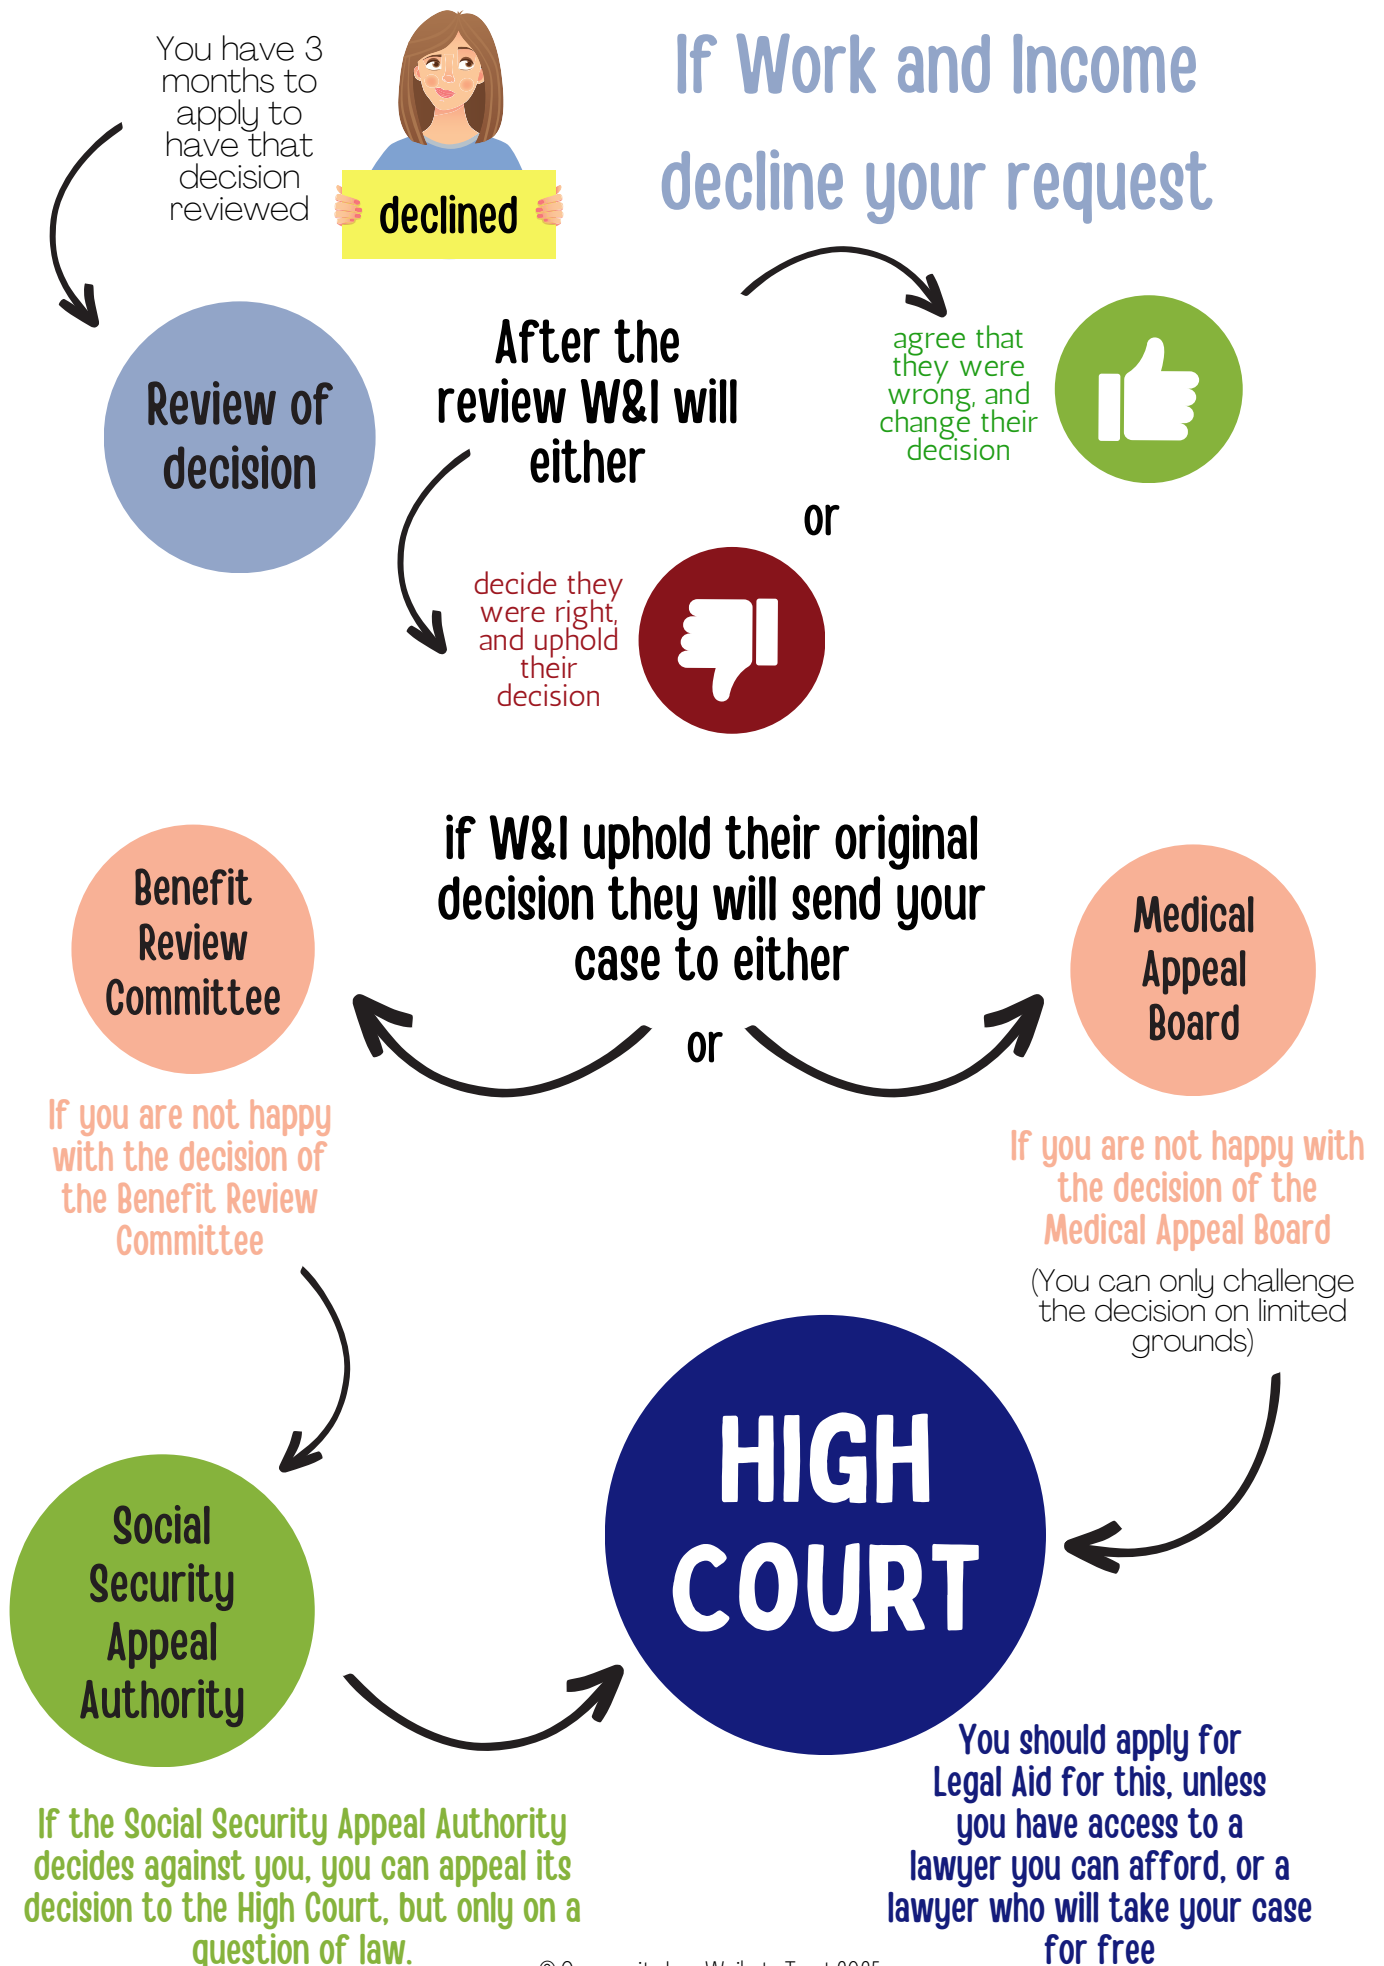 You have 3
months to
apply to
have that
decision
reviewed
declined
If Work and Income
decline your request
Review of
decision
After the
review W&I will
either
agree that
they were
wrong, and
change their
decision
or
decide they
were right,
and uphold
their
decision
if W&I uphold their original
decision they will send your
case to either
or
Benefit
Review
Committee
Medical
Appeal
Board
If you are not happy
with the decision of
the Benefit Review
Committee
If you are not happy with
the decision of the
Medical Appeal Board
(You can only challenge
the decision on limited
grounds)
HIGH
COURT
Social
Security
Appeal
Authority
If the Social Security Appeal Authority
decides against you, you can appeal its
decision to the High Court, but only on a
question of law.
You should apply for
Legal Aid for this, unless
you have access to a
lawyer you can afford, or a
lawyer who will take your case
for free
© Community Law Waikato Trust 2025